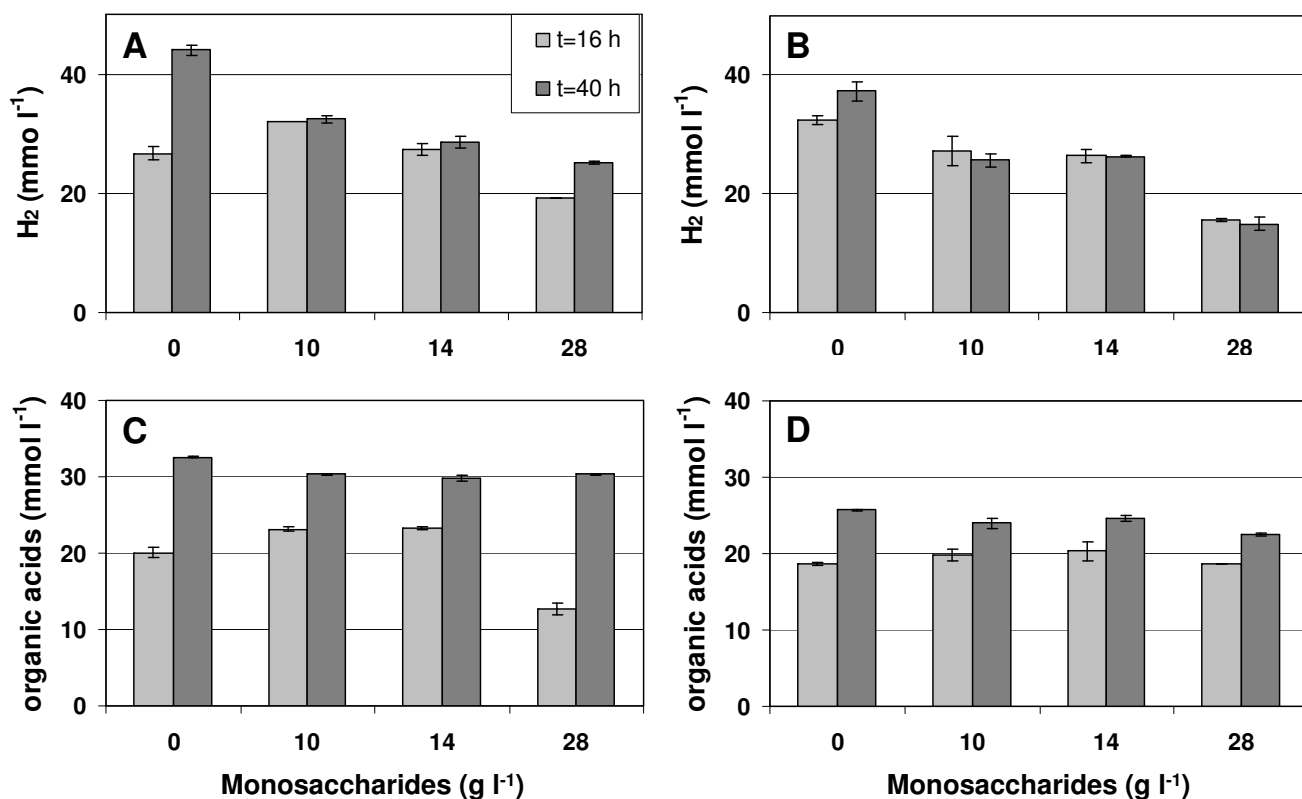 A
t=16 h
t=40 h
H₂ (mmo l⁻¹)
40
20
0
0 10 14 28
B
H₂ (mmol l⁻¹)
40
20
0
0 10 14 28
C
organic acids (mmol l⁻¹)
40
30
20
10
0
0 10 14 28
Monosaccharides (g l⁻¹)
D
organic acids (mmol l⁻¹)
40
30
20
10
0
0 10 14 28
Monosaccharides (g l⁻¹)